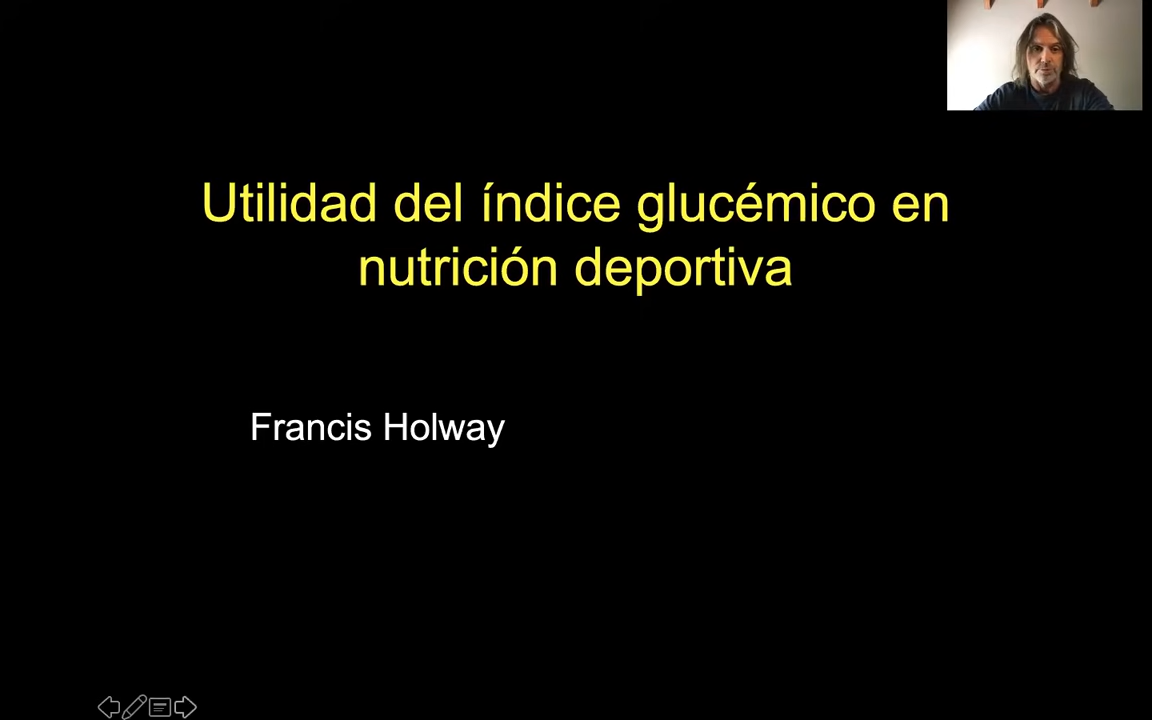 Utilidad del índice glucémico en
nutrición deportiva
Francis Holway